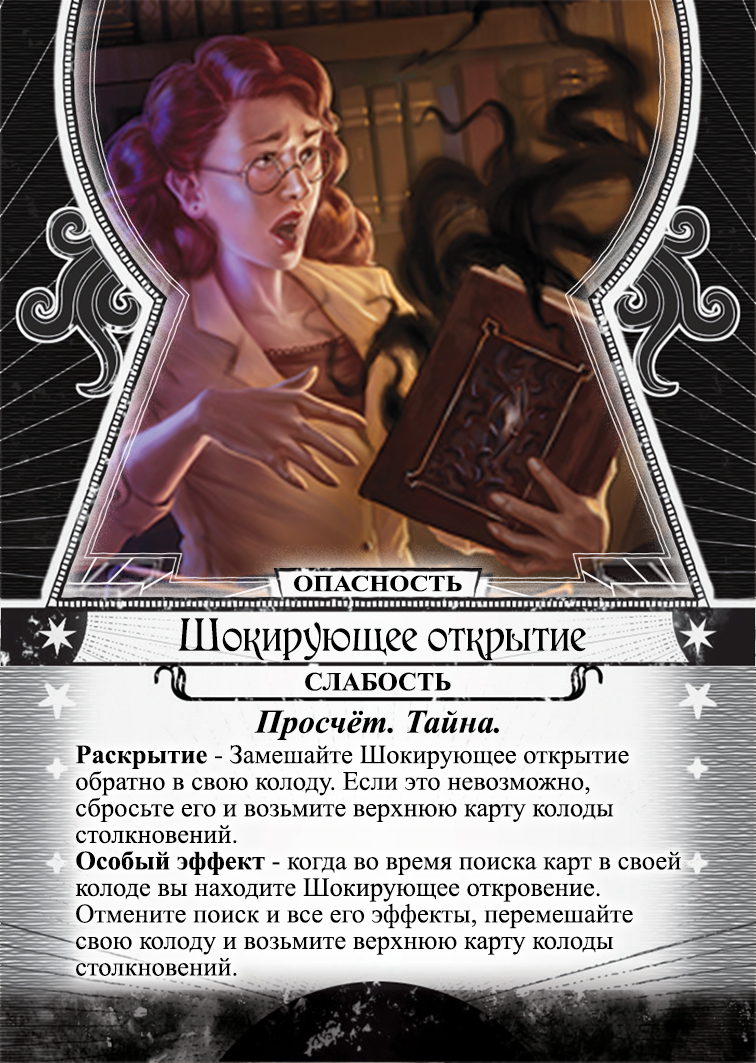 ОПАСНОСТЬ
Шокирующее открытие
СЛАБОСТЬ
Просчёт. Тайна.
Раскрытие - Замешайте Шокирующее открытие
обратно в свою колоду. Если это невозможно,
сбросьте его и возьмите верхнюю карту колоды
столкновений.
Особый эффект - когда во время поиска карт в своей
колоде вы находите Шокирующее откровение.
Отмените поиск и все его эффекты, перемешайте
свою колоду и возьмите верхнюю карту колоды
столкновений.